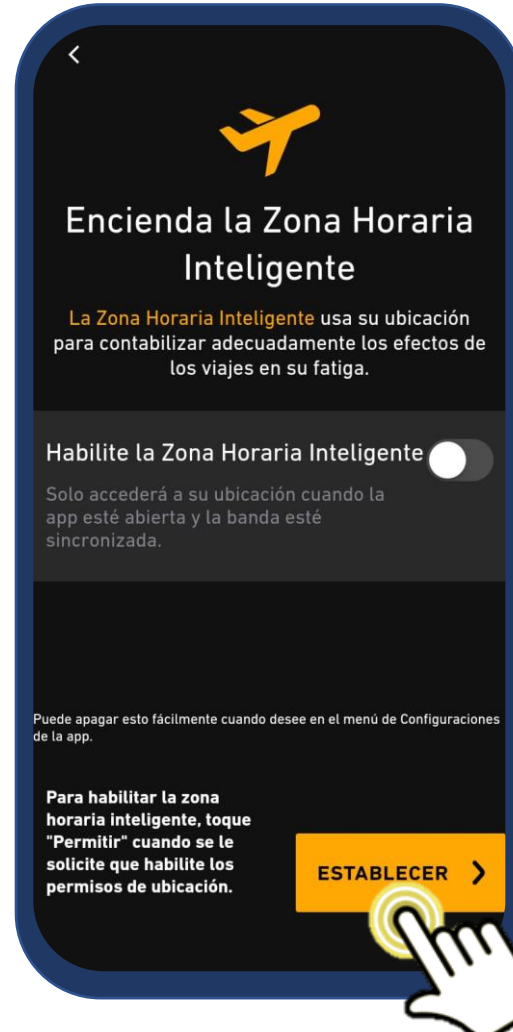 Encienda la Zona Horaria
Inteligente
La Zona Horaria Inteligente usa su ubicación
para contabilizar adecuadamente los efectos de
los viajes en su fatiga.
Habilite la Zona Horaria Inteligente
Solo accederá a su ubicación cuando la
app esté abierta y la banda esté
sincronizada.
Puede apagar esto fácilmente cuando desee en el menú de Configuraciones
de la app.
Para habilitar la zona
horaria inteligente, toque
"Permitir" cuando se le
solicite que habilite los
permisos de ubicación.
ESTABLECER